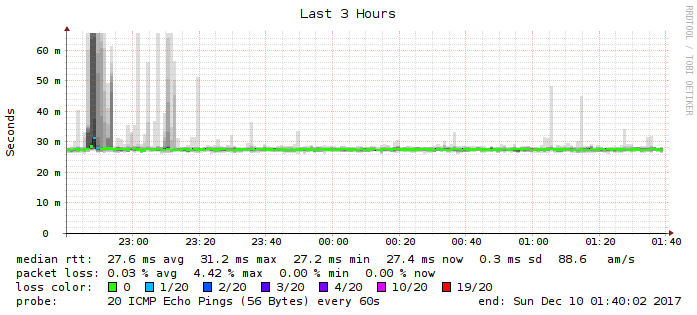 Last 3 Hours
RRDTOOL / TOBI OETIKER
Seconds
60 m
50 m
40 m
30 m
20 m
10 m
0
23:00 23:20 23:40 00:00 00:20 00:40 01:00 01:20 01:40
median rtt: 27.6 ms avg 31.2 ms max 27.2 ms min 27.4 ms now 0.3 ms sd 88.6 am/s
packet loss: 0.03 % avg 4.42 % max 0.00 % min 0.00 % now
loss color: 0 1/20 2/20 3/20 4/20 10/20 19/20
probe: 20 ICMP Echo Pings (56 Bytes) every 60s end: Sun Dec 10 01:40:02 2017